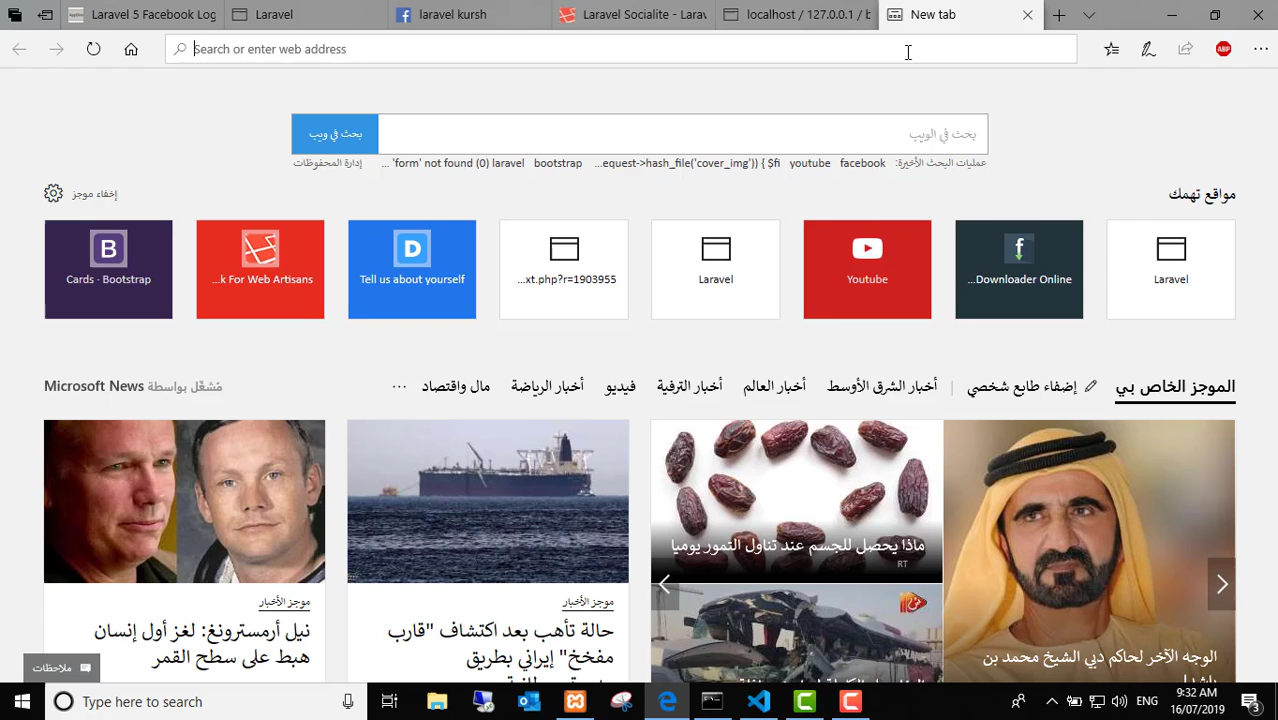 Laravel 5 Facebook Log
Laravel
laravel kursh
Laravel Socialite - Larav
localhost / 127.0.0.1 / b
New tab
Search or enter web address
ABP
بحث في ويب
بحث في الويب
عمليات البحث الأخيرة: facebook youtube ...equest->hash_file('cover_img')) { $fi bootstrap ... 'form' not found (0) laravel
إدارة المحفوظات
إخفاء موجز
مواقع تهمك
B
Cards · Bootstrap
...k For Web Artisans
D
Tell us about yourself
...xt.php?r=1903955
Laravel
Youtube
f
...Downloader Online
Laravel
الموجز الخاص بي
إضفاء طابع شخصي
أخبار الشرق الأوسط
أخبار العالم
أخبار الترفية
فيديو
أخبار الرياضة
مال واقتصاد
...
مُشغّل بواسطة Microsoft News
ماذا يحصل للجسم عند تناول التمور يوميا
RT
الوجه الآخر لحاكم دبي الشيخ محمد بن
موجز الأخبار
حالة تأهب بعد اكتشاف "قارب
مفخخ" إيراني بطريق
موجز الأخبار
نيل أرمسترونغ: لغز أول إنسان
هبط على سطح القمر
ملاحظات
Type here to search
ENG
9:32 AM
16/07/2019
3